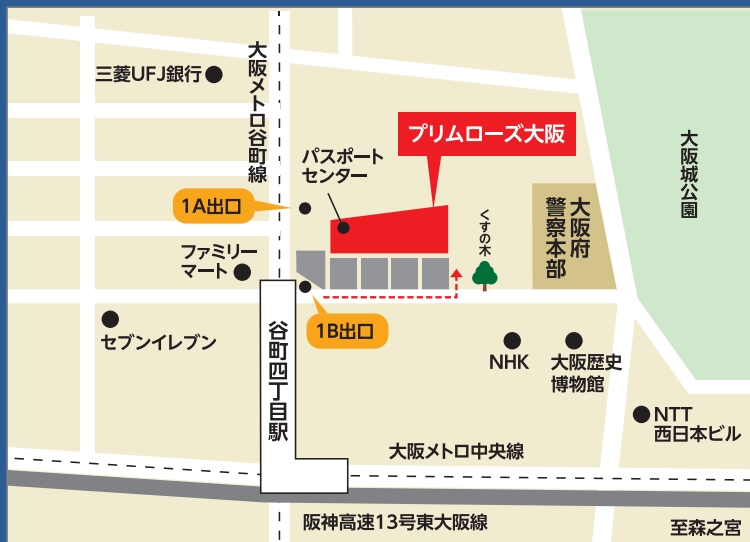 三菱UFJ銀行
大阪メトロ谷町線
プリムローズ大阪
パスポート
センター
大阪城公園
1A出口
くすの木
大阪府
警察本部
ファミリー
マート
1B出口
セブンイレブン
谷町四丁目駅
NHK
大阪歴史
博物館
NTT
西日本ビル
大阪メトロ中央線
阪神高速13号東大阪線
至森之宮